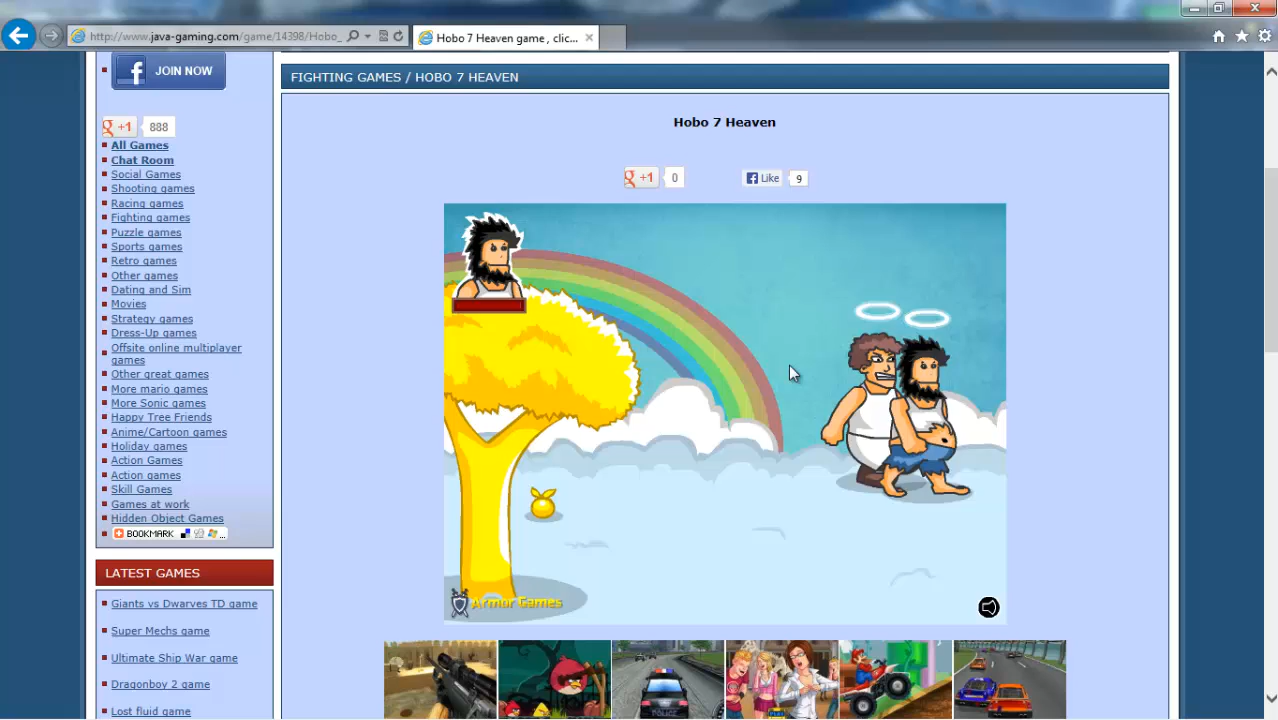 http://www.java-gaming.com/game/14398/Hobo_
Hobo 7 Heaven game , clic...
JOIN NOW
FIGHTING GAMES / HOBO 7 HEAVEN
Hobo 7 Heaven
+1 888
+1 0
Like 9
All Games
Chat Room
Social Games
Shooting games
Racing games
Fighting games
Puzzle games
Sports games
Retro games
Other games
Dating and Sim
Movies
Strategy games
Dress-Up games
Offsite online multiplayer
games
Other great games
More mario games
More Sonic games
Happy Tree Friends
Anime/Cartoon games
Holiday games
Action Games
Action games
Skill Games
Games at work
Hidden Object Games
BOOKMARK
LATEST GAMES
Giants vs Dwarves TD game
Super Mechs game
Ultimate Ship War game
Dragonboy 2 game
Lost fluid game
Armor Games
POLICE